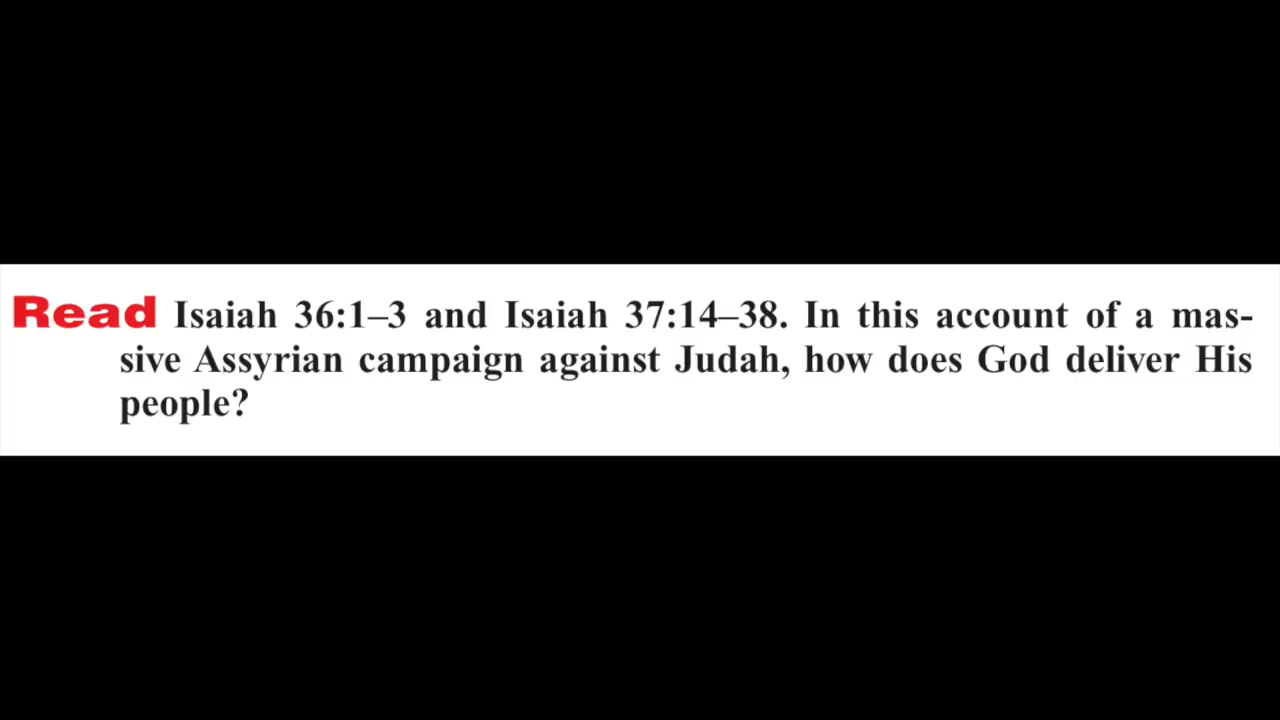 Read Isaiah 36:1–3 and Isaiah 37:14–38. In this account of a mas-
sive Assyrian campaign against Judah, how does God deliver His
people?